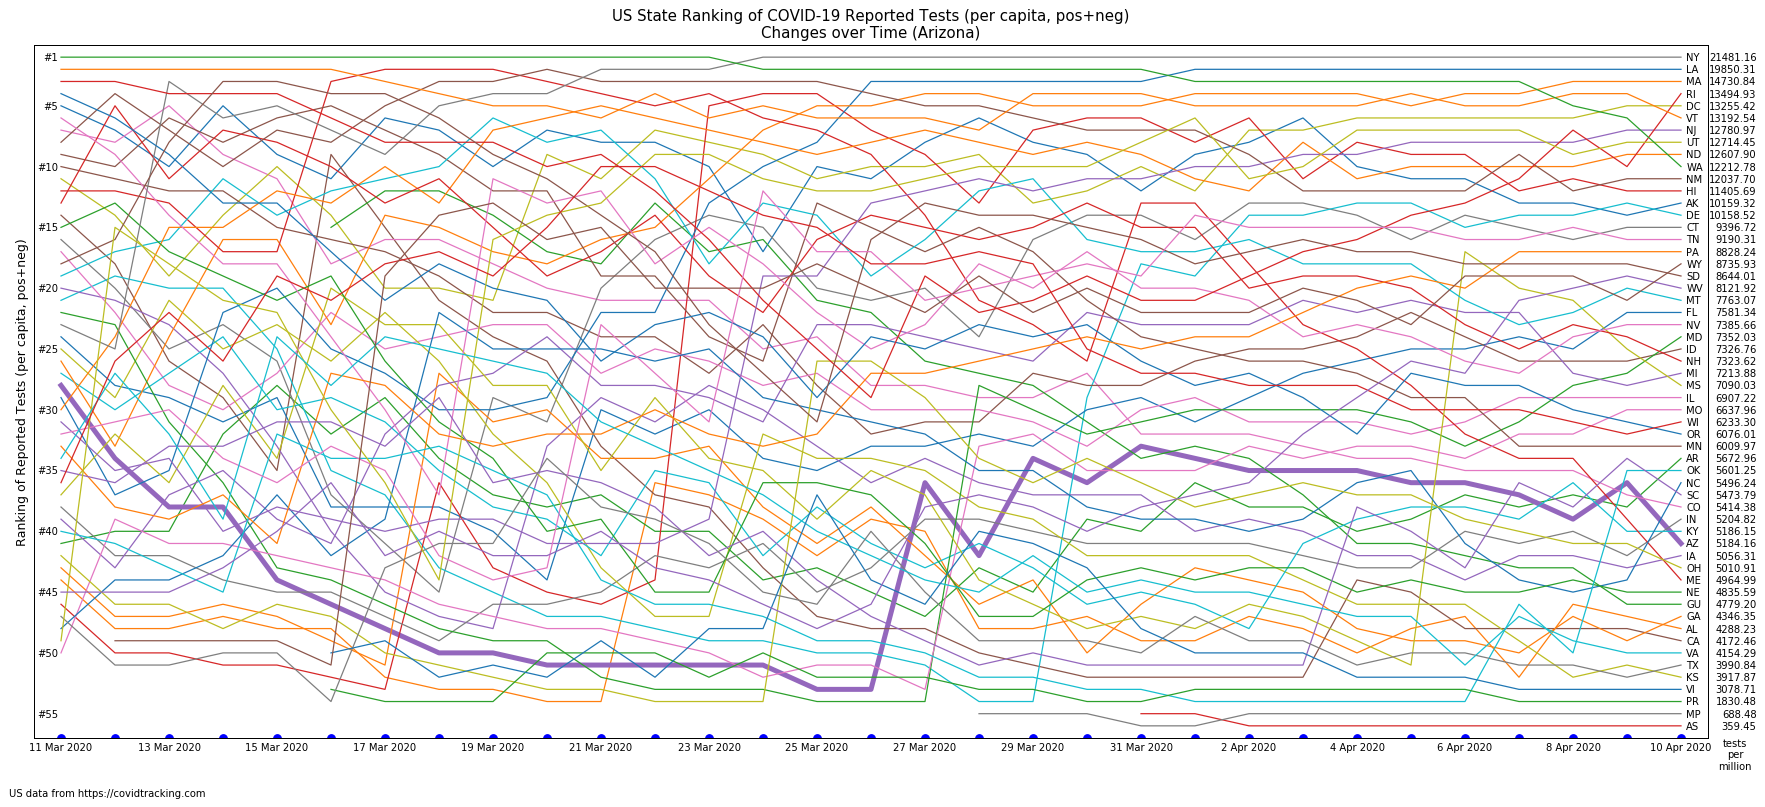 US State Ranking of COVID-19 Reported Tests (per capita, pos+neg)
Changes over Time (Arizona)
Ranking of Reported Tests (per capita, pos+neg)
#1
#5
#10
#15
#20
#25
#30
#35
#40
#45
#50
#55
NY 21481.16
LA 19850.31
MA 14730.84
RI 13494.93
DC 13255.42
VT 13192.54
NJ 12780.97
UT 12714.45
ND 12607.90
WA 12212.78
NM 12037.70
HI 11405.69
AK 10159.32
DE 10158.52
CT 9396.72
TN 9190.31
PA 8828.24
WY 8735.93
SD 8644.01
WV 8121.92
MT 7763.07
FL 7581.34
NV 7385.66
MD 7352.03
ID 7326.76
NH 7323.62
MI 7213.88
MS 7090.03
IL 6907.22
MO 6637.96
WI 6233.30
OR 6076.01
MN 6009.97
AR 5672.96
OK 5601.25
NC 5496.24
SC 5473.79
CO 5414.38
IN 5204.82
KY 5186.15
AZ 5184.16
IA 5056.31
OH 5010.91
ME 4964.99
NE 4835.59
GU 4779.20
GA 4346.35
AL 4288.23
CA 4172.46
VA 4154.29
TX 3990.84
KS 3917.87
VI 3078.71
PR 1830.48
MP 688.48
AS 359.45
11 Mar 2020 13 Mar 2020 15 Mar 2020 17 Mar 2020 19 Mar 2020 21 Mar 2020 23 Mar 2020 25 Mar 2020 27 Mar 2020 29 Mar 2020 31 Mar 2020 2 Apr 2020 4 Apr 2020 6 Apr 2020 8 Apr 2020 10 Apr 2020
tests
per
million
US data from https://covidtracking.com